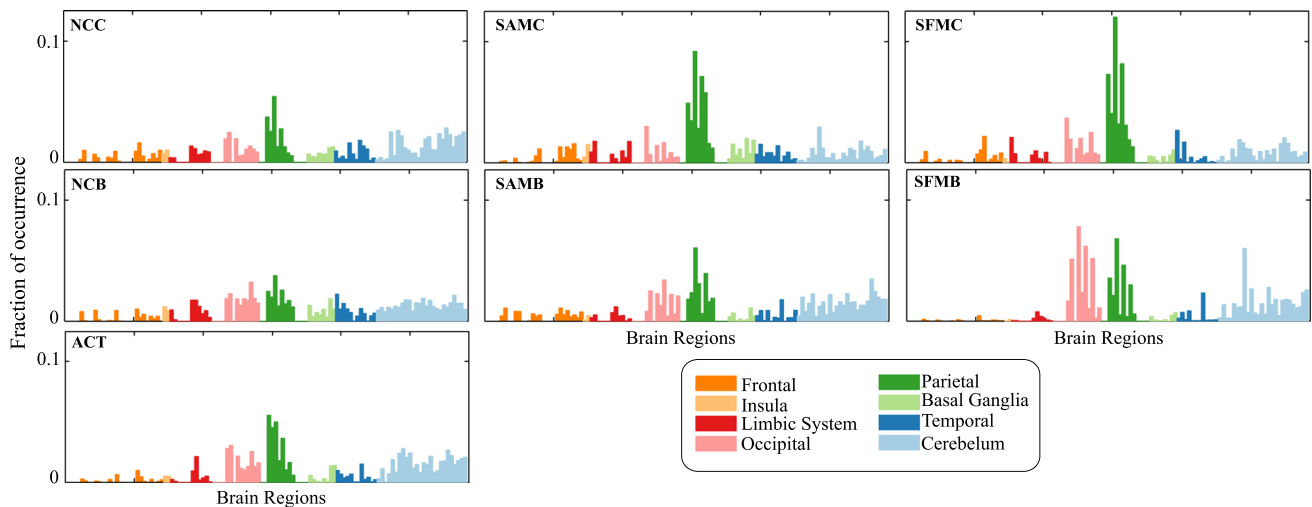 NCC
SAMC
SFMC
0.1
0
NCB
SAMB
SFMB
0.1
0
Fraction of occurrence
Brain Regions
Brain Regions
ACT
0.1
0
Brain Regions
Frontal
Insula
Limbic System
Occipital
Parietal
Basal Ganglia
Temporal
Cerebelum